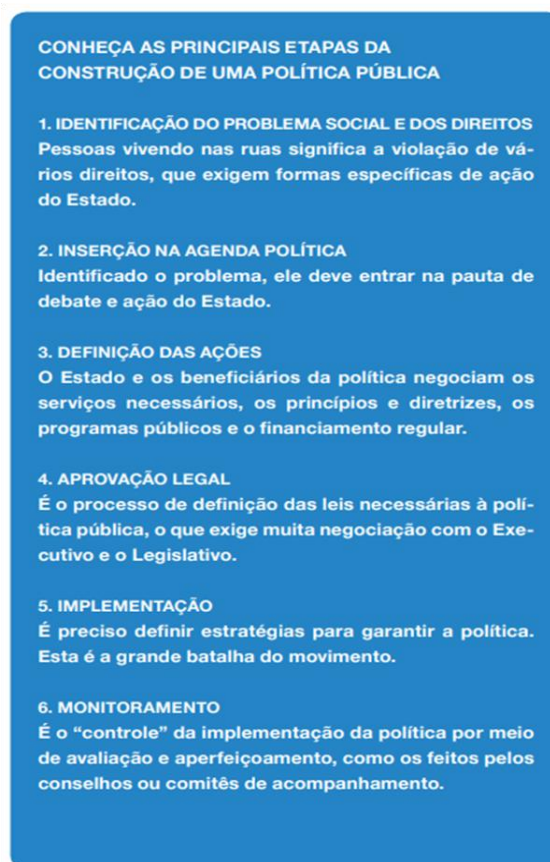 CONHEÇA AS PRINCIPAIS ETAPAS DA
CONSTRUÇÃO DE UMA POLÍTICA PÚBLICA
1. IDENTIFICAÇÃO DO PROBLEMA SOCIAL E DOS DIREITOS
Pessoas vivendo nas ruas significa a violação de vá-
rios direitos, que exigem formas específicas de ação
do Estado.
2. INSERÇÃO NA AGENDA POLÍTICA
Identificado o problema, ele deve entrar na pauta de
debate e ação do Estado.
3. DEFINIÇÃO DAS AÇÕES
O Estado e os beneficiários da política negociam os
serviços necessários, os princípios e diretrizes, os
programas públicos e o financiamento regular.
4. APROVAÇÃO LEGAL
É o processo de definição das leis necessárias à polí-
tica pública, o que exige muita negociação com o Exe-
cutivo e o Legislativo.
5. IMPLEMENTAÇÃO
É preciso definir estratégias para garantir a política.
Esta é a grande batalha do movimento.
6. MONITORAMENTO
É o “controle” da implementação da política por meio
de avaliação e aperfeiçoamento, como os feitos pelos
conselhos ou comitês de acompanhamento.